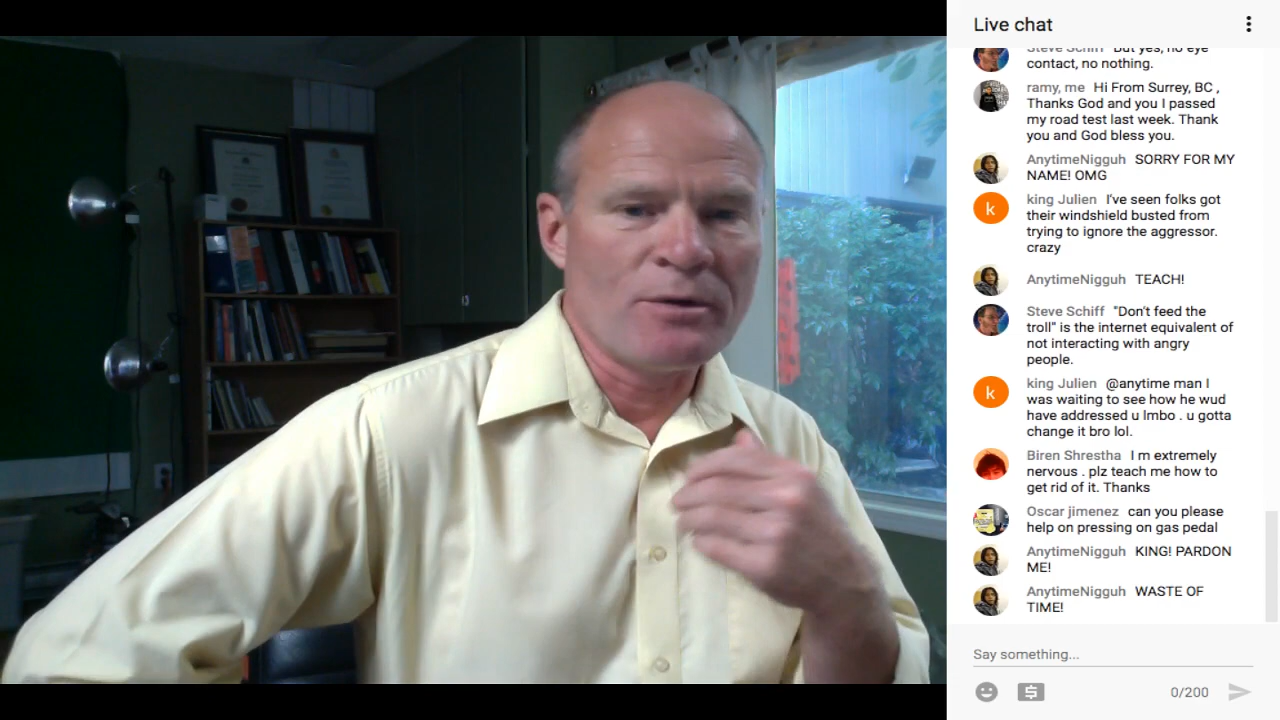 Live chat
Steve Schiff But yes, no eye
contact, no nothing.
ramy, me Hi From Surrey, BC ,
Thanks God and you I passed
my road test last week. Thank
you and God bless you.
AnytimeNigguh SORRY FOR MY
NAME! OMG
king Julien I've seen folks got
their windshield busted from
trying to ignore the aggressor.
crazy
AnytimeNigguh TEACH!
Steve Schiff "Don't feed the
troll" is the internet equivalent of
not interacting with angry
people.
king Julien @anytime man I
was waiting to see how he wud
have addressed u lmbo . u gotta
change it bro lol.
Biren Shrestha I m extremely
nervous . plz teach me how to
get rid of it. Thanks
Oscar jimenez can you please
help on pressing on gas pedal
AnytimeNigguh KING! PARDON
ME!
AnytimeNigguh WASTE OF
TIME!
Say something...
0/200